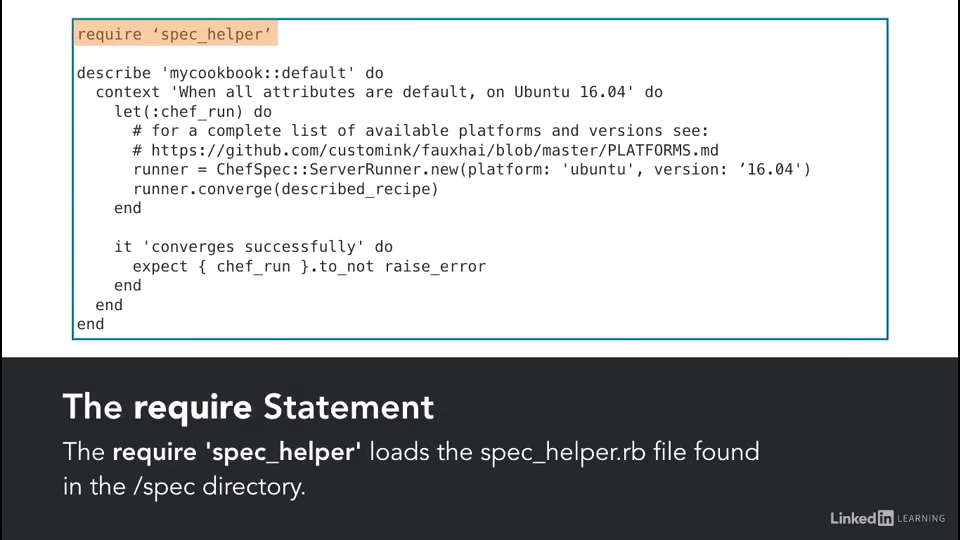 require ‘spec_helper’
describe 'mycookbook::default' do
context 'When all attributes are default, on Ubuntu 16.04' do
let(:chef_run) do
# for a complete list of available platforms and versions see:
# https://github.com/customink/fauxhai/blob/master/PLATFORMS.md
runner = ChefSpec::ServerRunner.new(platform: 'ubuntu', version: ’16.04')
runner.converge(described_recipe)
end
it 'converges successfully' do
expect { chef_run }.to_not raise_error
end
end
end
The require Statement
The require 'spec_helper' loads the spec_helper.rb file found
in the /spec directory.
LinkedIn LEARNING